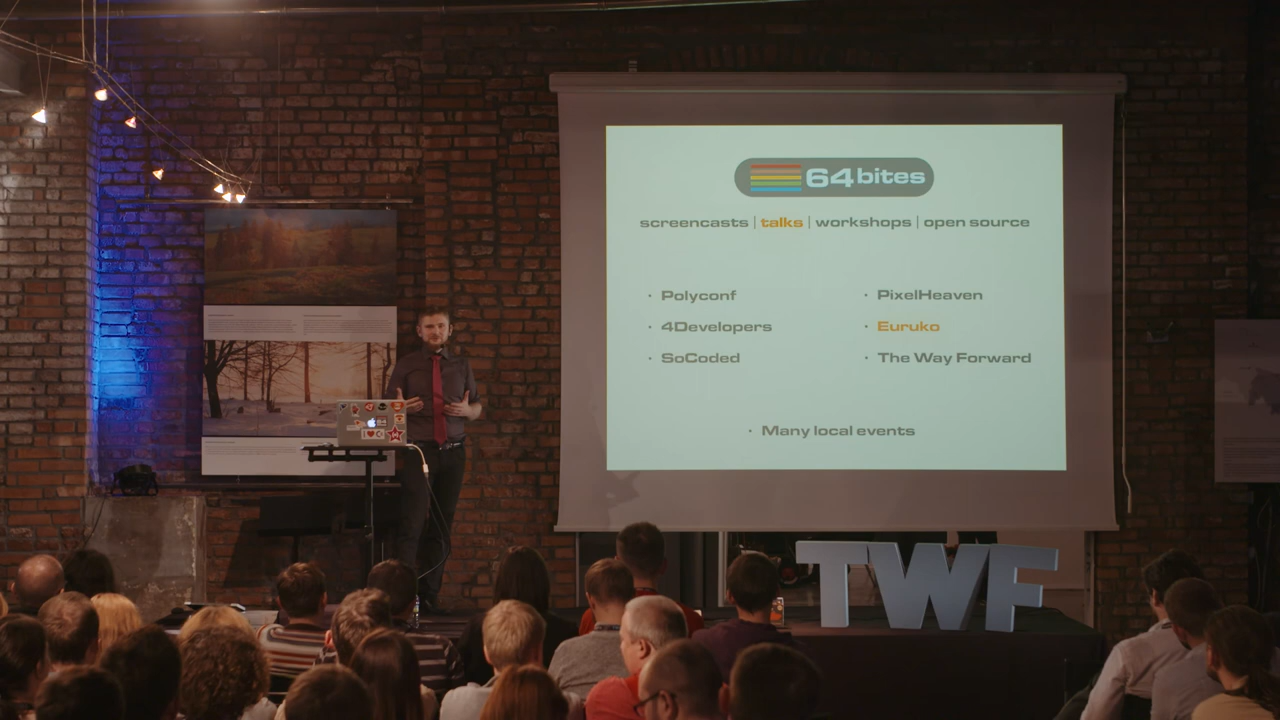 64bites
screencasts | talks | workshops | open source
· Polyconf
· 4Developers
· SoCoded
· PixelHeaven
· Euruko
· The Way Forward
· Many local events
TWF